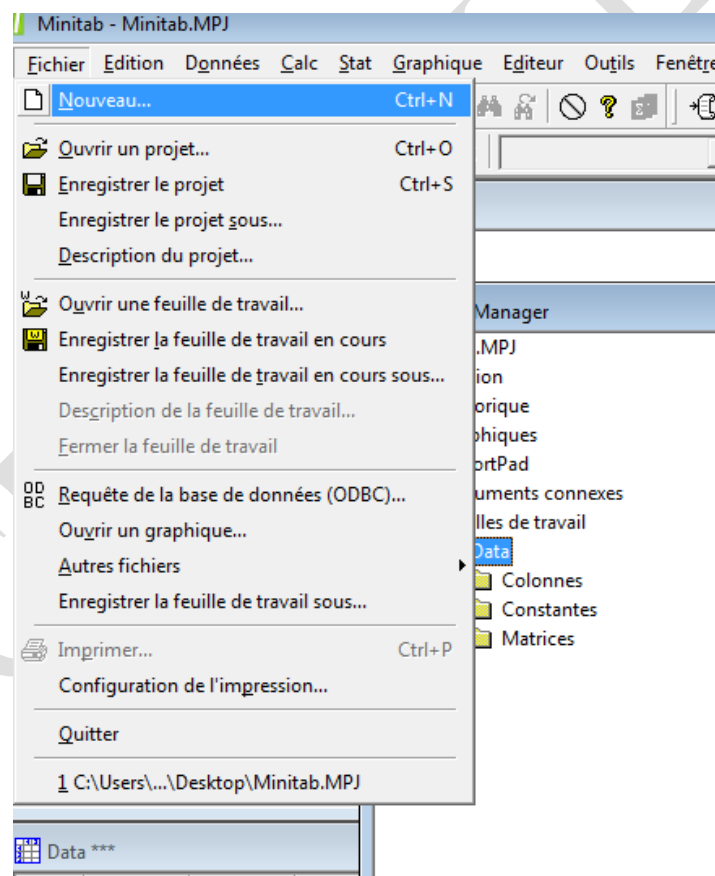 Minitab - Minitab.MPJ
Fichier Edition Données Calc Stat Graphique Editeur Outils Fenêtre
Nouveau... Ctrl+N
Ouvrir un projet... Ctrl+O
Enregistrer le projet Ctrl+S
Enregistrer le projet sous...
Description du projet...
Ouvrir une feuille de travail...
Manager
Enregistrer la feuille de travail en cours
.MPJ
Enregistrer la feuille de travail en cours sous...
ion
Description de la feuille de travail...
orique
Fermer la feuille de travail
phiques
ortPad
ODBC Requête de la base de données (ODBC)...
uments connexes
Ouvrir un graphique...
lles de travail
Autres fichiers
Data
Colonnes
Enregistrer la feuille de travail sous...
Constantes
Imprimer... Ctrl+P
Matrices
Configuration de l'impression...
Quitter
1 C:\Users\...\Desktop\Minitab.MPJ
Data ***